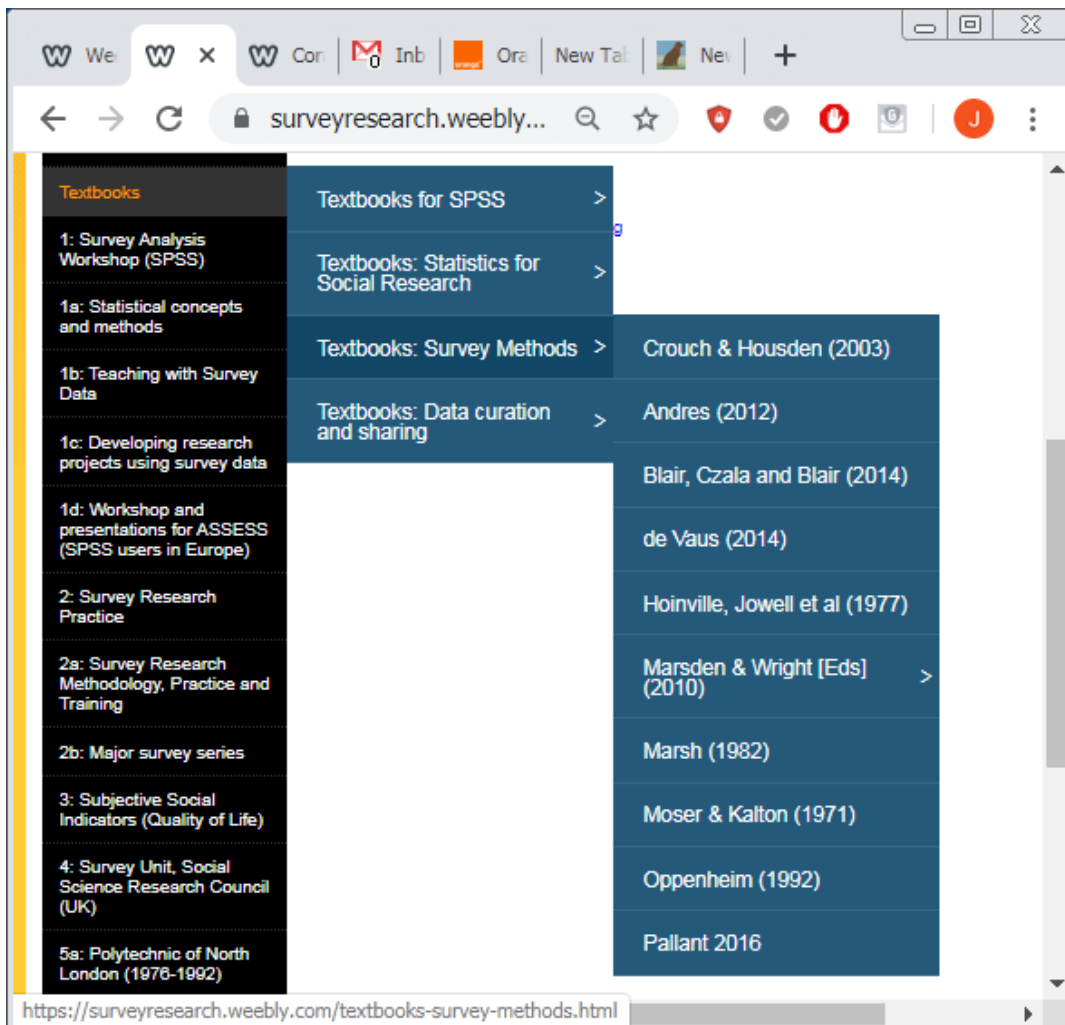 We
Con
Inb
Ora
New Tal
Nev
surveyresearch.weebly...
J
Textbooks
1: Survey Analysis
Workshop (SPSS)
1a: Statistical concepts
and methods
1b: Teaching with Survey
Data
1c: Developing research
projects using survey data
1d: Workshop and
presentations for ASSESS
(SPSS users in Europe)
2: Survey Research
Practice
2a: Survey Research
Methodology, Practice and
Training
2b: Major survey series
3: Subjective Social
Indicators (Quality of Life)
4: Survey Unit, Social
Science Research Council
(UK)
5a: Polytechnic of North
London (1976-1992)
Textbooks for SPSS >
g
Textbooks: Statistics for
Social Research >
Textbooks: Survey Methods >
Textbooks: Data curation
and sharing >
Crouch & Housden (2003)
Andres (2012)
Blair, Czala and Blair (2014)
de Vaus (2014)
Hoinville, Jowell et al (1977)
Marsden & Wright [Eds]
(2010) >
Marsh (1982)
Moser & Kalton (1971)
Oppenheim (1992)
Pallant 2016
https://surveyresearch.weebly.com/textbooks-survey-methods.html